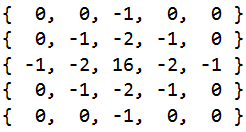 {  0,  0, -1,  0,  0 }
{  0, -1, -2, -1,  0 }
{ -1, -2, 16, -2, -1 }
{  0, -1, -2, -1,  0 }
{  0,  0, -1,  0,  0 }